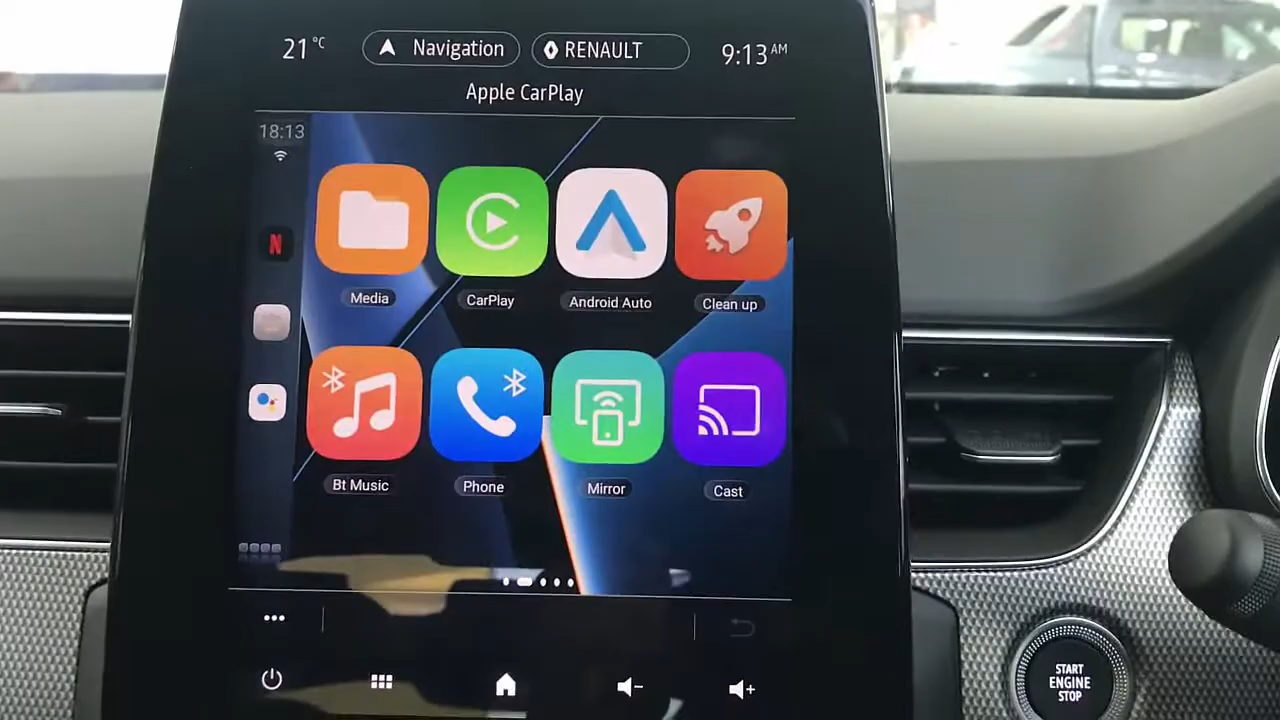 21°C
Navigation
RENAULT
9:13 AM
Apple CarPlay
18:13
N
Media
CarPlay
Android Auto
Clean up
Bt Music
Phone
Mirror
Cast
START
ENGINE
STOP